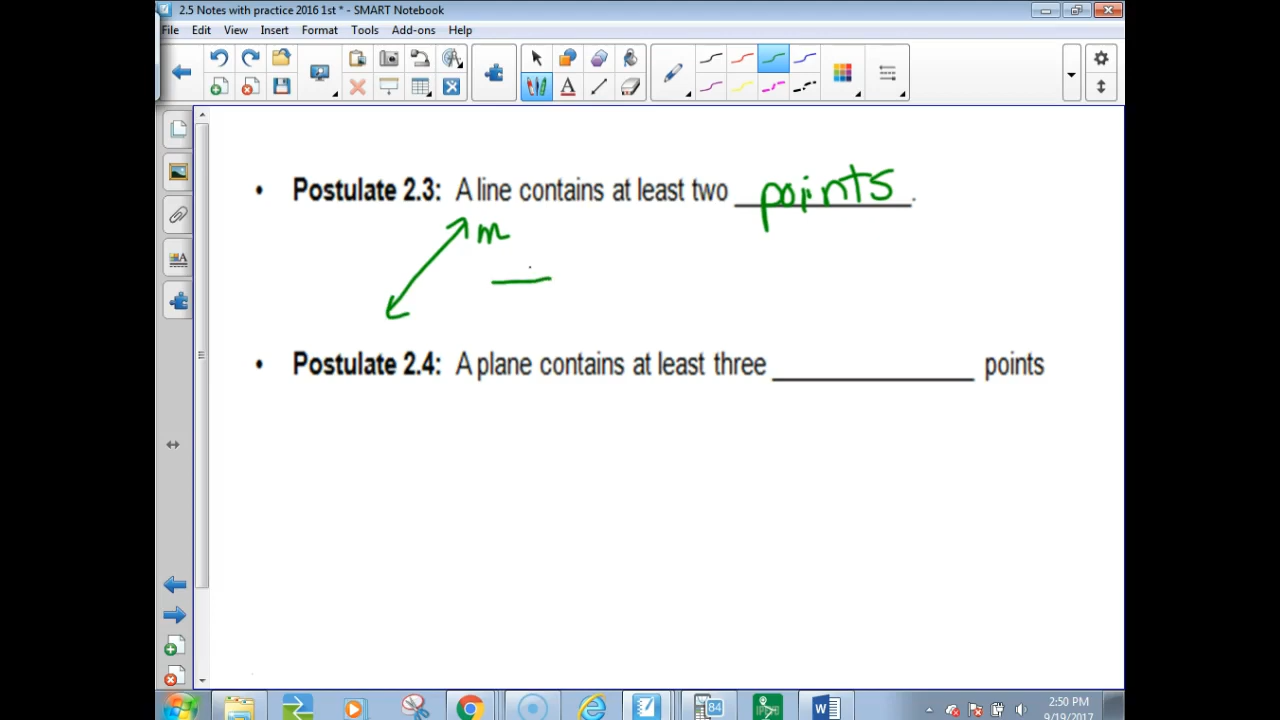 2.5 Notes with practice 2016 1st * - SMART Notebook
File Edit View Insert Format Tools Add-ons Help
• Postulate 2.3: A line contains at least two points.
m
• Postulate 2.4: A plane contains at least three ____________ points
84
2:50 PM
9/19/2017